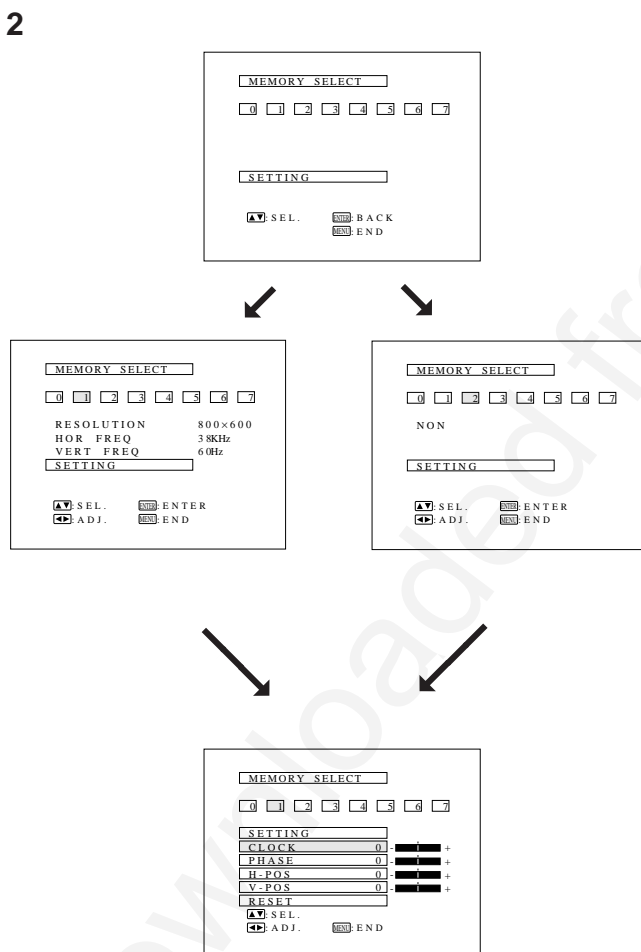 2
MEMORY SELECT
0 1 2 3 4 5 6 7
SETTING
▲▼:SEL. ENTER:BACK
MENU:END
MEMORY SELECT
0 1 2 3 4 5 6 7
RESOLUTION 800×600
HOR FREQ 38KHz
VERT FREQ 60Hz
SETTING
▲▼:SEL. ENTER:ENTER
◀▶:ADJ. MENU:END
MEMORY SELECT
0 1 2 3 4 5 6 7
NON
SETTING
▲▼:SEL. ENTER:ENTER
◀▶:ADJ. MENU:END
MEMORY SELECT
0 1 2 3 4 5 6 7
SETTING
CLOCK 0 - +
PHASE 0 - +
H-POS 0 - +
V-POS 0 - +
RESET
▲▼:SEL.
◀▶:ADJ. MENU:END
ownloaded fr